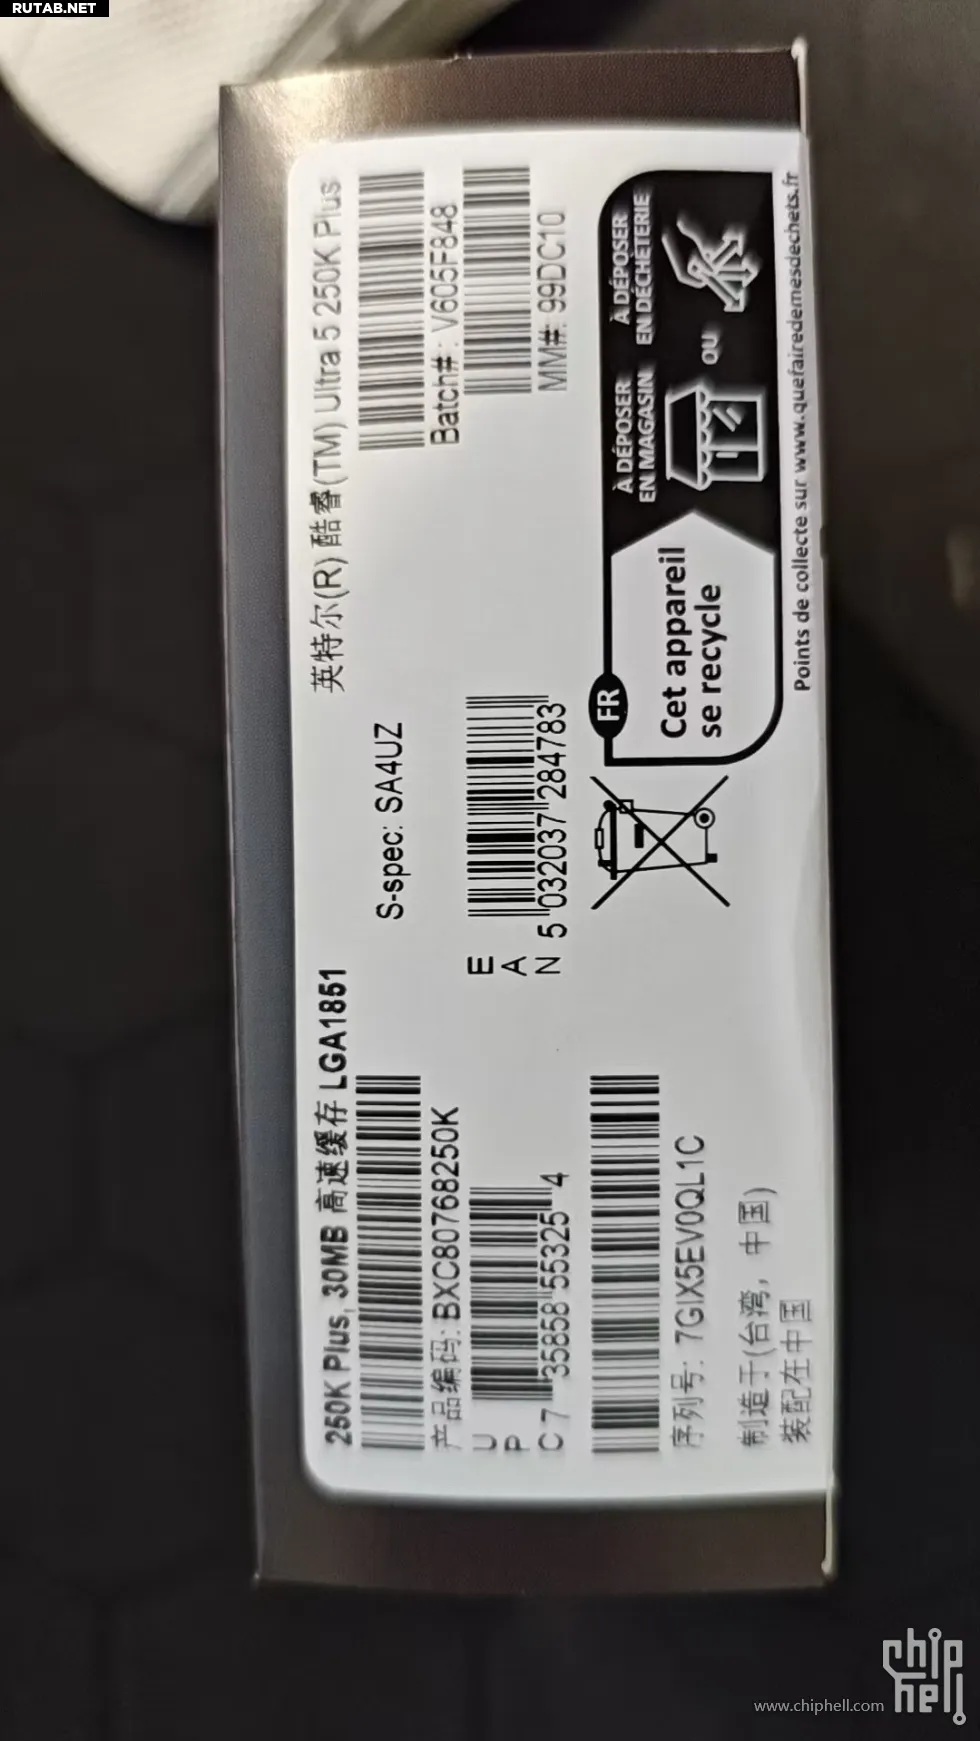 RUTAB.NET
250K Plus, 30MB 高速缓存 LGA1851
产品编码: BXC80768250K
U
P
C 7 35858 55325 4
序列号: 7GIX5EV0QL1C
制造于(台湾, 中国)
装配在中国
S-spec: SA4UZ
E
A
N 5 032037 284783
英特尔(R) 酷睿(TM) Ultra 5 250K Plus
Batch# : V605F848
MM#: 99DC10
FR
Cet appareil
se recycle
À DÉPOSER
EN MAGASIN
OU
À DÉPOSER
EN DÉCHÈTERIE
Points de collecte sur www.quefairedemesdechets.fr
www.chiphell.com
chip
hell